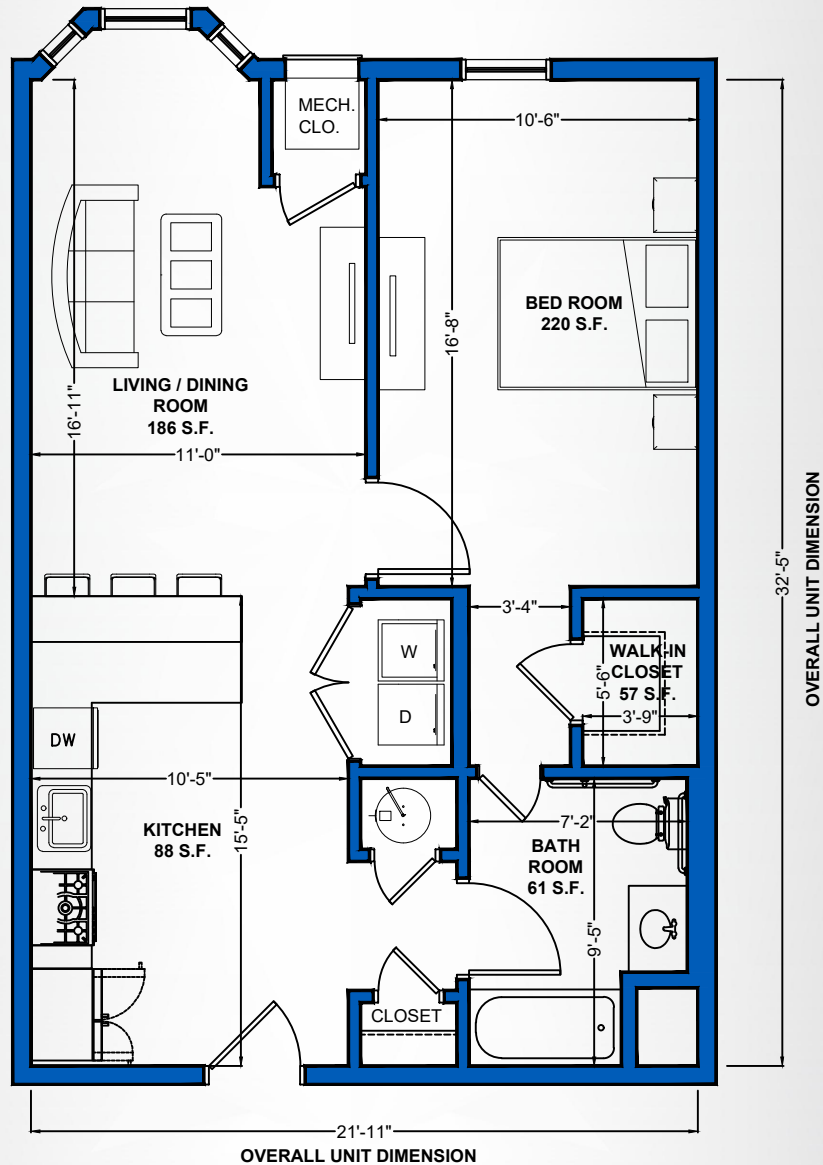 MECH.
CLO.
10'-6"
BED ROOM
220 S.F.
16'-8"
LIVING / DINING
ROOM
186 S.F.
16'-11"
11'-0"
32'-5"
OVERALL UNIT DIMENSION
3'-4"
W
D
WALK-IN
CLOSET
57 S.F.
5'-6"
3'-9"
DW
10'-5"
KITCHEN
88 S.F.
15'-5"
7'-2"
BATH
ROOM
61 S.F.
9'-5"
CLOSET
21'-11"
OVERALL UNIT DIMENSION